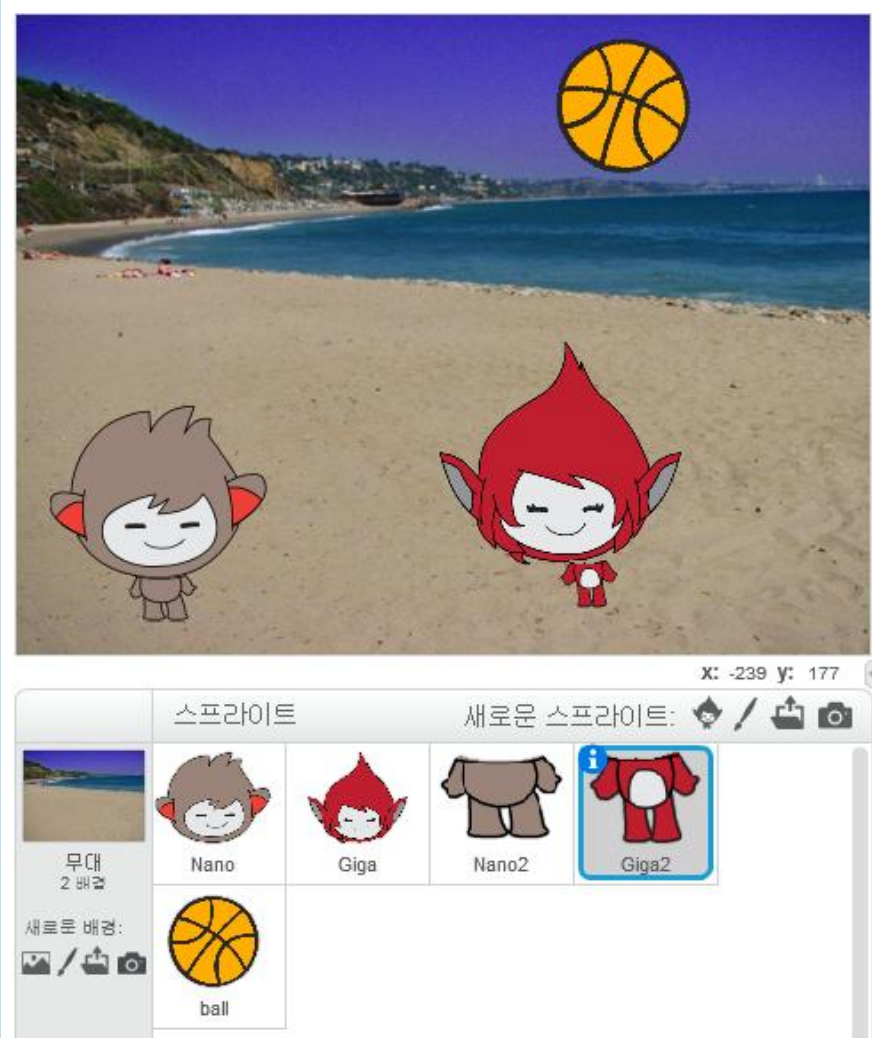 x: -239 y: 177
스프라이트
새로운 스프라이트:
Nano
Giga
Nano2
i
Giga2
무대
2 배경
새로운 배경:
ball